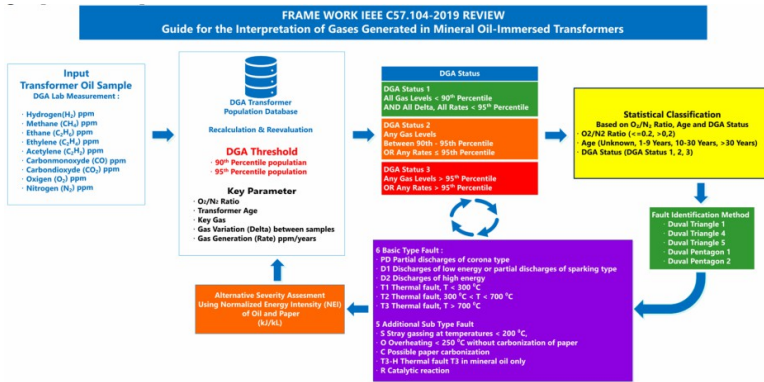 FRAME WORK IEEE C57.104-2019 REVIEW
Guide for the Interpretation of Gases Generated in Mineral Oil-Immersed Transformers
Input
Transformer Oil Sample
DGA Lab Measurement :
· Hydrogen(H₂) ppm
· Methane (CH₄) ppm
· Ethane (C₂H₆) ppm
· Ethylene (C₂H₄) ppm
· Acetylene (C₂H₂) ppm
· Carbonmonoxyde (CO) ppm
· Carbondioxyde (CO₂) ppm
· Oxigen (O₂) ppm
· Nitrogen (N₂) ppm
DGA Transformer
Population Database
Recalculation & Reevaluation
DGA Threshold
· 90th Percentile population
· 95th Percentile population
Key Parameter
· O₂/N₂ Ratio
· Transformer Age
· Key Gas
· Gas Variation (Delta) between samples
· Gas Generation (Rate) ppm/years
DGA Status
DGA Status 1
All Gas Levels < 90th Percentile
AND All Delta, All Rates < 95th Percentile
DGA Status 2
Any Gas Levels
Between 90th - 95th Percentile
OR Any Rates ≤ 95th Percentile
DGA Status 3
Any Gas Levels > 95th Percentile
OR Any Rates > 95th Percentile
Statistical Classification
Based on O₂/N₂ Ratio, Age and DGA Status
· O2/N2 Ratio (<=0.2, >0,2)
· Age (Unknown, 1-9 Years, 10-30 Years, >30 Years)
· DGA Status (DGA Status 1, 2, 3)
Fault Identification Method
· Duval Triangle 1
· Duval Triangle 4
· Duval Triangle 5
· Duval Pentagon 1
· Duval Pentagon 2
6 Basic Type Fault :
· PD Partial discharges of corona type
· D1 Discharges of low energy or partial discharges of sparking type
· D2 Discharges of high energy
· T1 Thermal fault, T < 300 ⁰C
· T2 Thermal fault, 300 ⁰C < T < 700 ⁰C
· T3 Thermal fault, T > 700 ⁰C
5 Additional Sub Type Fault
· S Stray gassing at temperatures < 200 ⁰C,
· O Overheating < 250 ⁰C without carbonization of paper
· C Possible paper carbonization
· T3-H Thermal fault T3 in mineral oil only
· R Catalytic reaction
Alternative Severity Assesment
Using Normalized Energy Intensity (NEI)
of Oil and Paper
(kJ/kL)